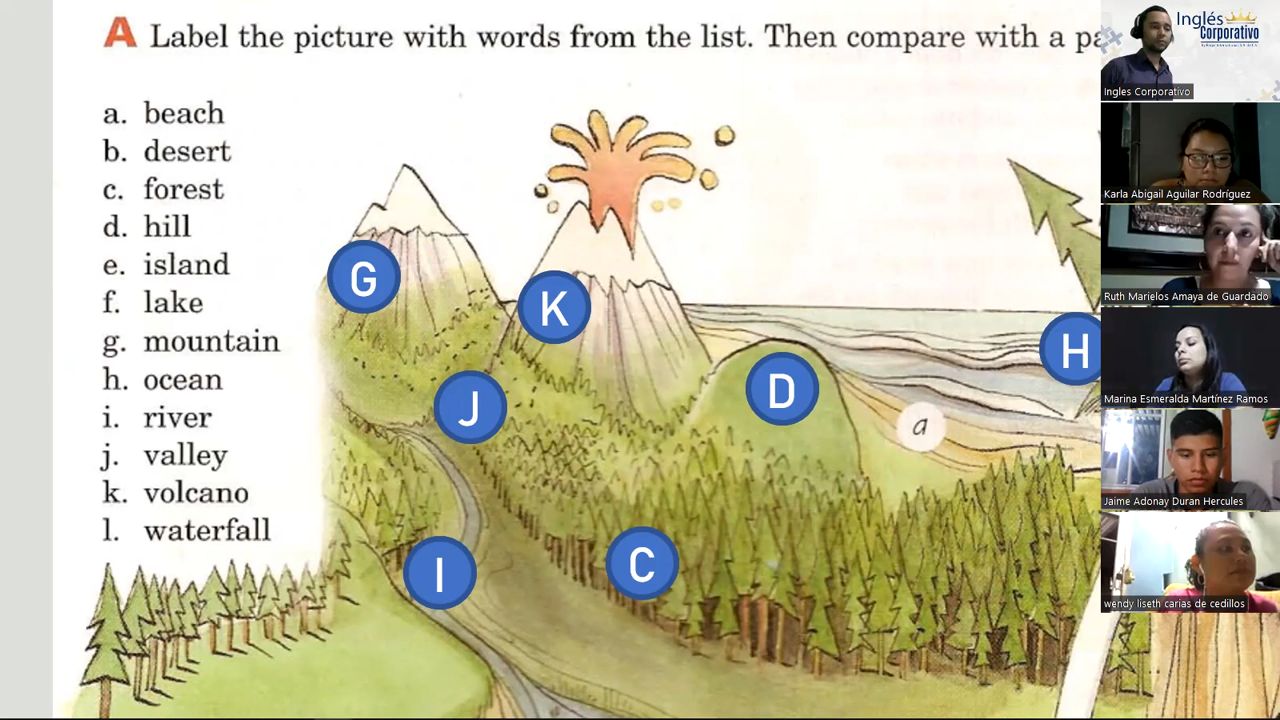 A Label the picture with words from the list. Then compare with a pa
a. beach
b. desert
c. forest
d. hill
e. island
f. lake
g. mountain
h. ocean
i. river
j. valley
k. volcano
l. waterfall
G
K
J
D
H
a
I
C
Inglés
Corporativo
Ingles Corporativo
Karla Abigail Aguilar Rodríguez
Ruth Marielos Amaya de Guardado
Marina Esmeralda Martínez Ramos
Jaime Adonay Duran Hercules
wendy liseth carias de cedillos